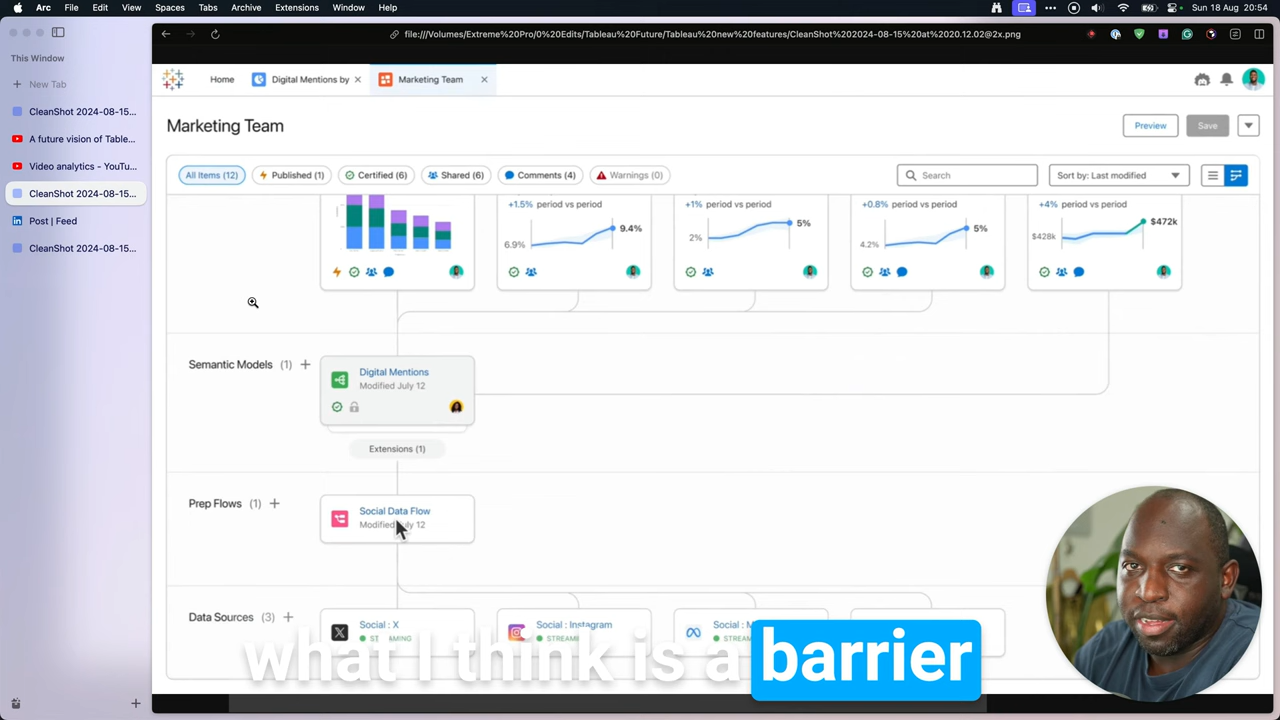 Arc File Edit View Spaces Tabs Archive Extensions Window Help
Sun 18 Aug 20:54
This Window
New Tab
CleanShot 2024-08-15...
A future vision of Table...
Video analytics - YouTu...
CleanShot 2024-08-15...
Post | Feed
CleanShot 2024-08-15...
file:///Volumes/Extreme%20Pro/0%20Edits/Tableau%20Future/Tableau%20new%20features/CleanShot%202024-08-15%20at%2020.12.02@2x.png
Home Digital Mentions by Marketing Team
Marketing Team
Preview Save
All Items (12) Published (1) Certified (6) Shared (6) Comments (4) Warnings (0) Search Sort by: Last modified
+1.5% period vs period +1% period vs period +0.8% period vs period +4% period vs period
6.9% 9.4% 2% 5% 4.2% 5% $428k $472k
Semantic Models (1) +
Digital Mentions
Modified July 12
Extensions (1)
Prep Flows (1) +
Social Data Flow
Modified July 12
Data Sources (3) +
Social : X Social : Instagram Social :
STREAMING
what I think is a barrier